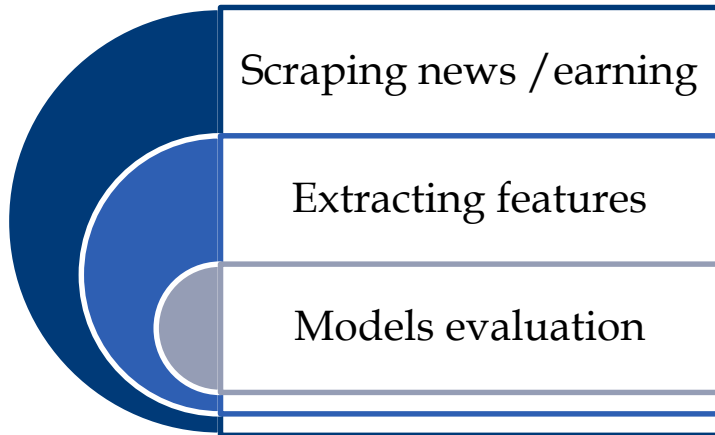 Scraping news /earning
Extracting features
Models evaluation